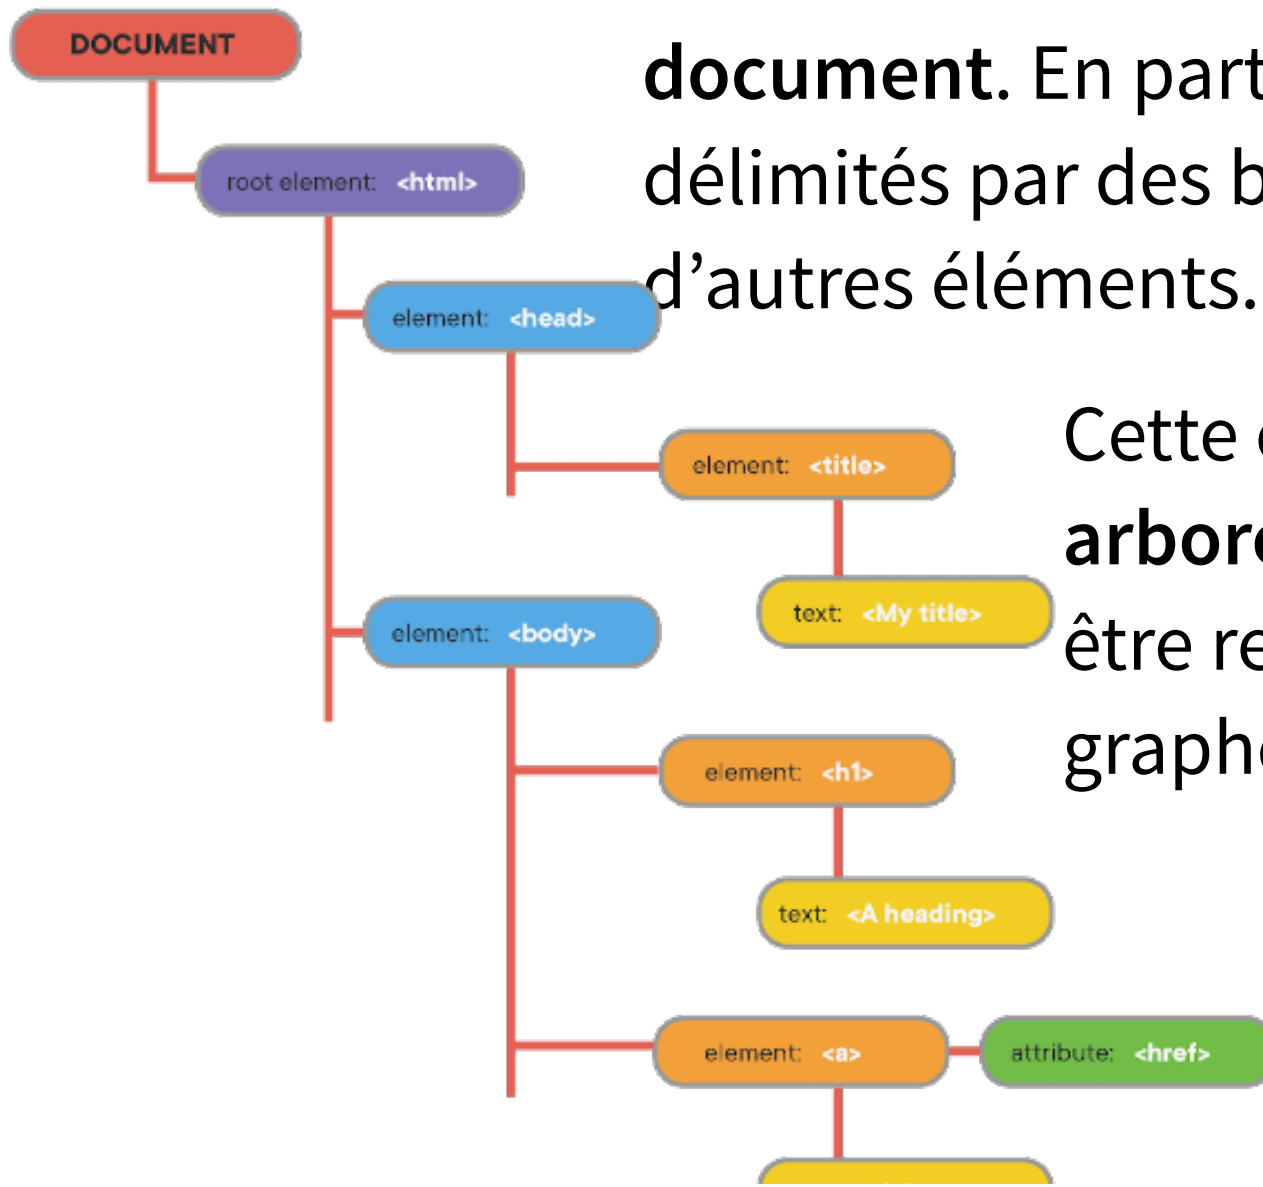 DOCUMENT
document. En part
root element: <html>
délimités par des b
d’autres éléments.
element: <head>
Cette
element: <title>
arbor
text: <My title>
element: <body>
être re
graph
element: <h1>
text: <A heading>
element: <a>
attribute: <href>